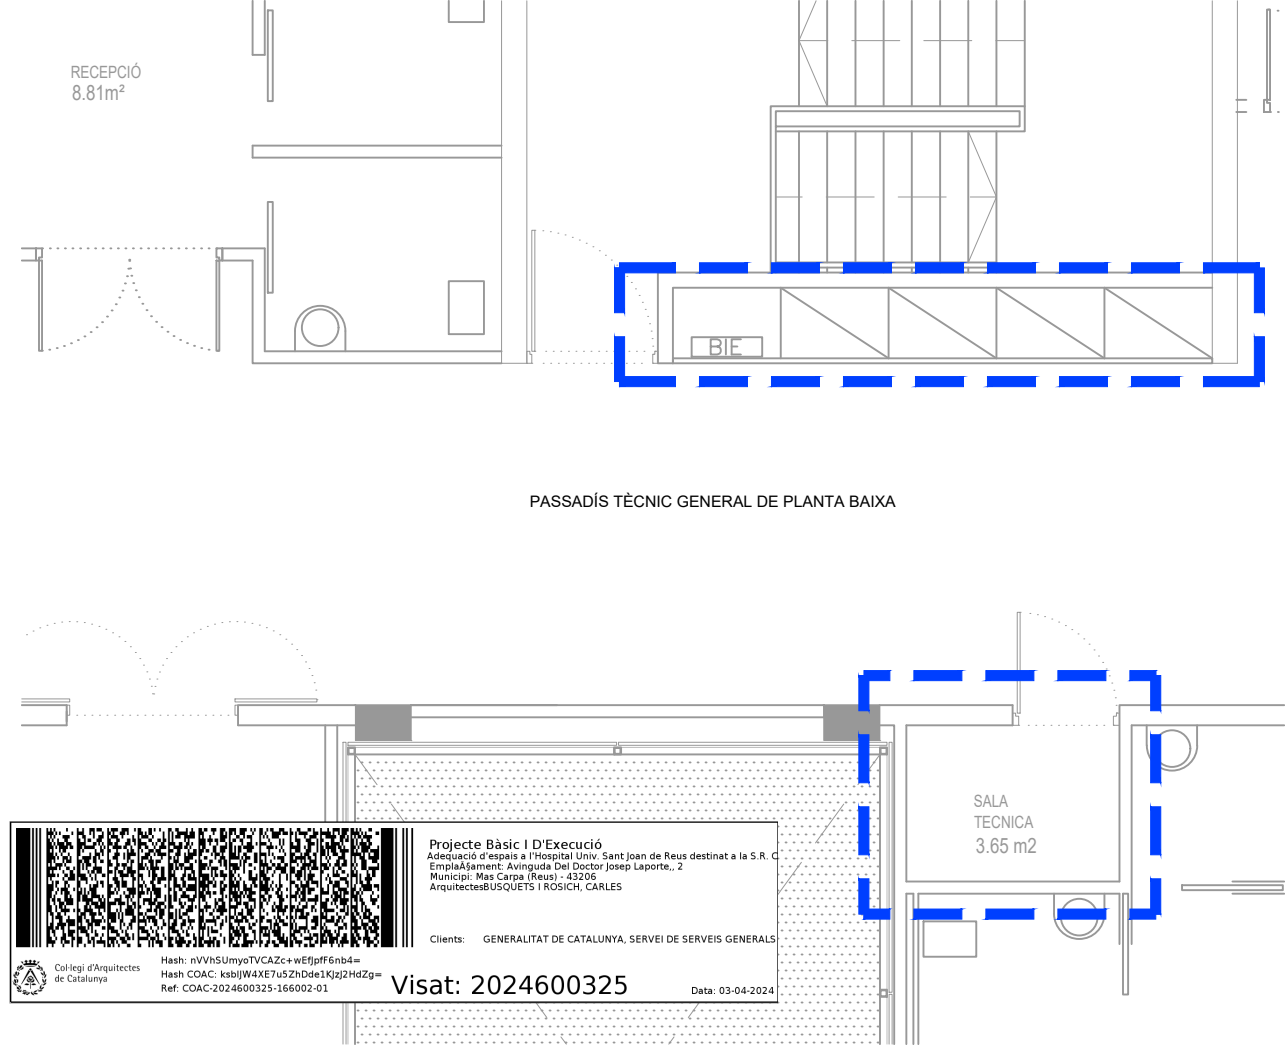 RECEPCIÓ
8.81m²
BIE
PASSADÍS TÈCNIC GENERAL DE PLANTA BAIXA
SALA
TECNICA
3.65 m2
Projecte Bàsic I D'Execució
Adequació d'espais a l'Hospital Univ. Sant Joan de Reus destinat a la S.R. C
EmplaÃ§ament: Avinguda Del Doctor Josep Laporte,, 2
Municipi: Mas Carpa (Reus) - 43206
ArquitectesBUSQUETS I ROSICH, CARLES
Clients: GENERALITAT DE CATALUNYA, SERVEI DE SERVEIS GENERALS
Col·legi d'Arquitectes
de Catalunya
Hash: nVVhSUmyoTVCAZc+wEfJpfF6nb4=
Hash COAC: ksbIJW4XE7u5ZhDde1KJzJ2HdZg=
Ref: COAC-2024600325-166002-01
Visat: 2024600325
Data: 03-04-2024